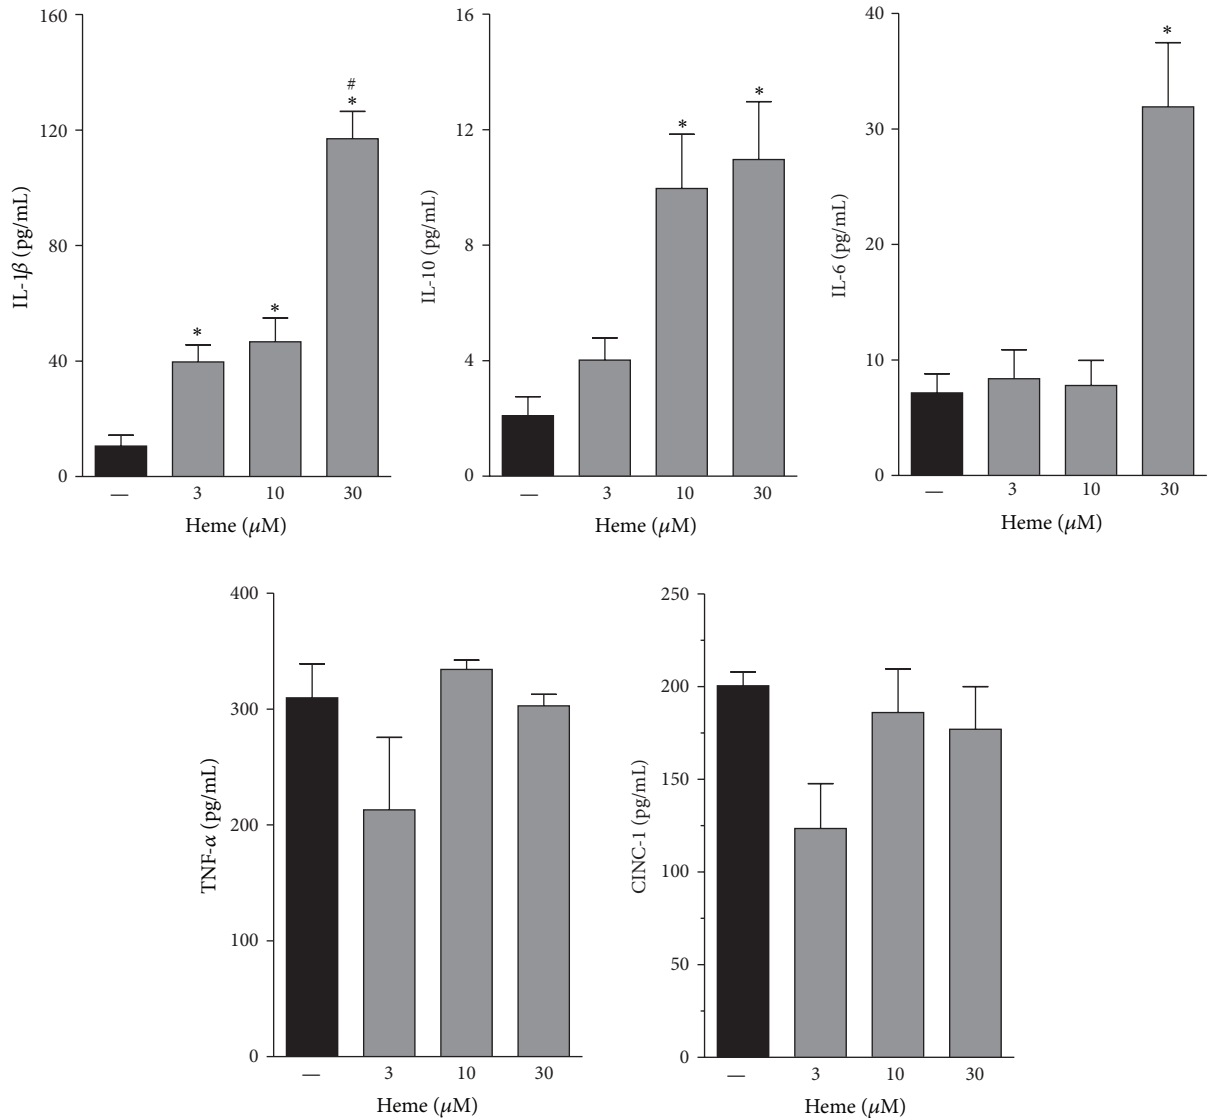 160
120
80
40
0
IL-1β (pg/mL)
*
*
#
*
— 3 10 30
Heme (μM)
16
12
8
4
0
IL-10 (pg/mL)
*
*
— 3 10 30
Heme (μM)
40
30
20
10
0
IL-6 (pg/mL)
*
— 3 10 30
Heme (μM)
400
300
200
100
0
TNF-α (pg/mL)
— 3 10 30
Heme (μM)
250
200
150
100
50
0
CINC-1 (pg/mL)
— 3 10 30
Heme (μM)